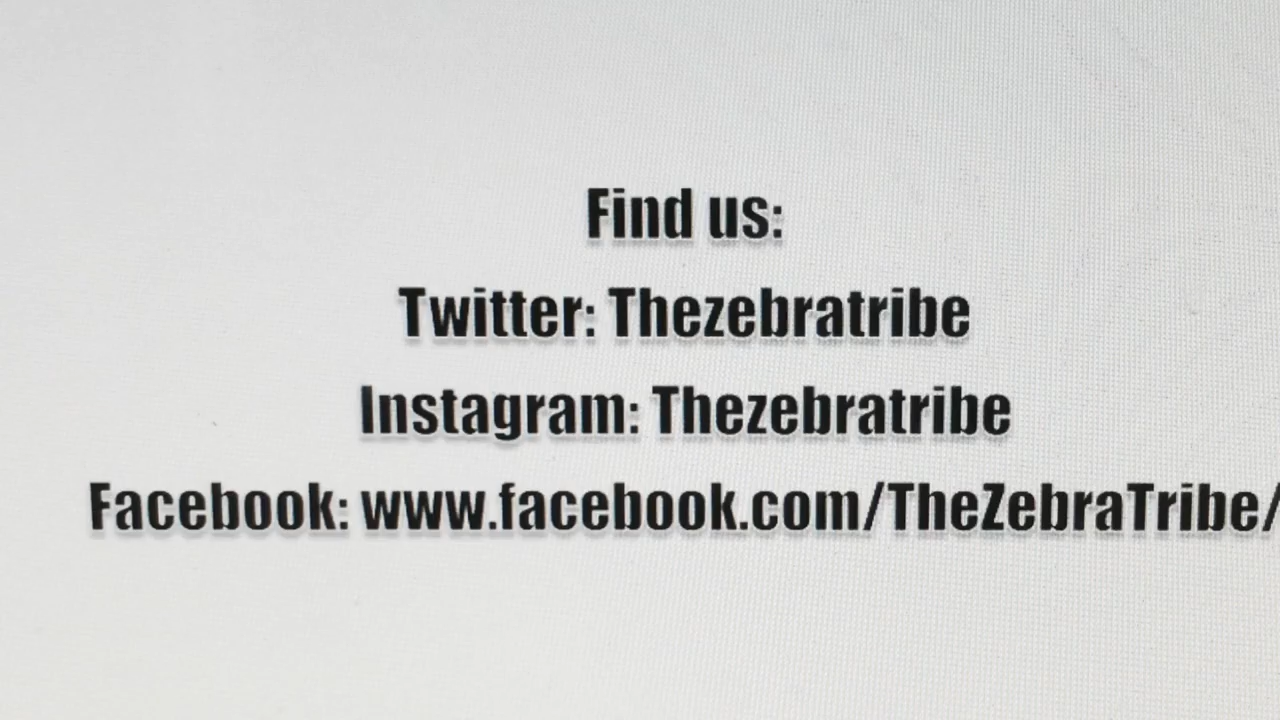 Find us:
Twitter: Thezebratribe
Instagram: Thezebratribe
Facebook: www.facebook.com/TheZebraTribe/